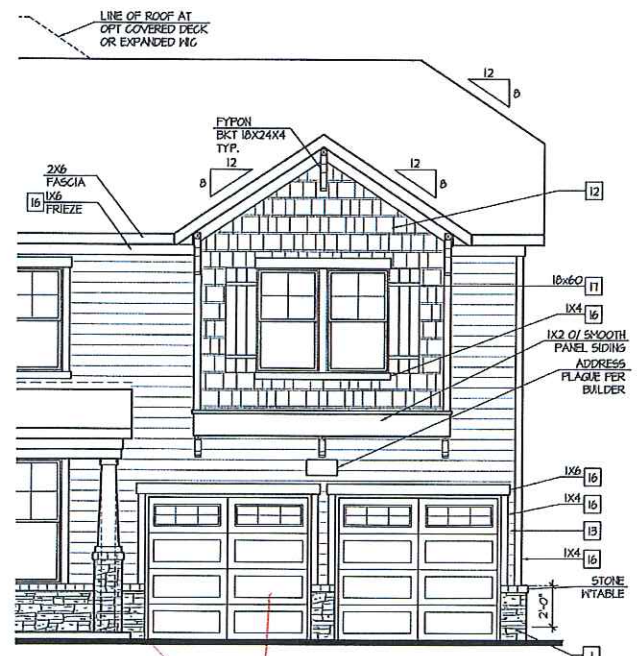 LINE OF ROOF AT
OPT COVERED DECK
OR EXPANDED WIC
12
8
FYPON
BKT 18X24X4
TYP.
12
8
12
8
2X6
FASCIA
16 1X6
FRIEZE
12
18x60 17
1X4 16
1X2 O/ SMOOTH
PANEL SIDING
ADDRESS
PLAQUE PER
BUILDER
1X6 16
1X4 16
13
1X4 16
STONE
WTABLE
2'-0"
1